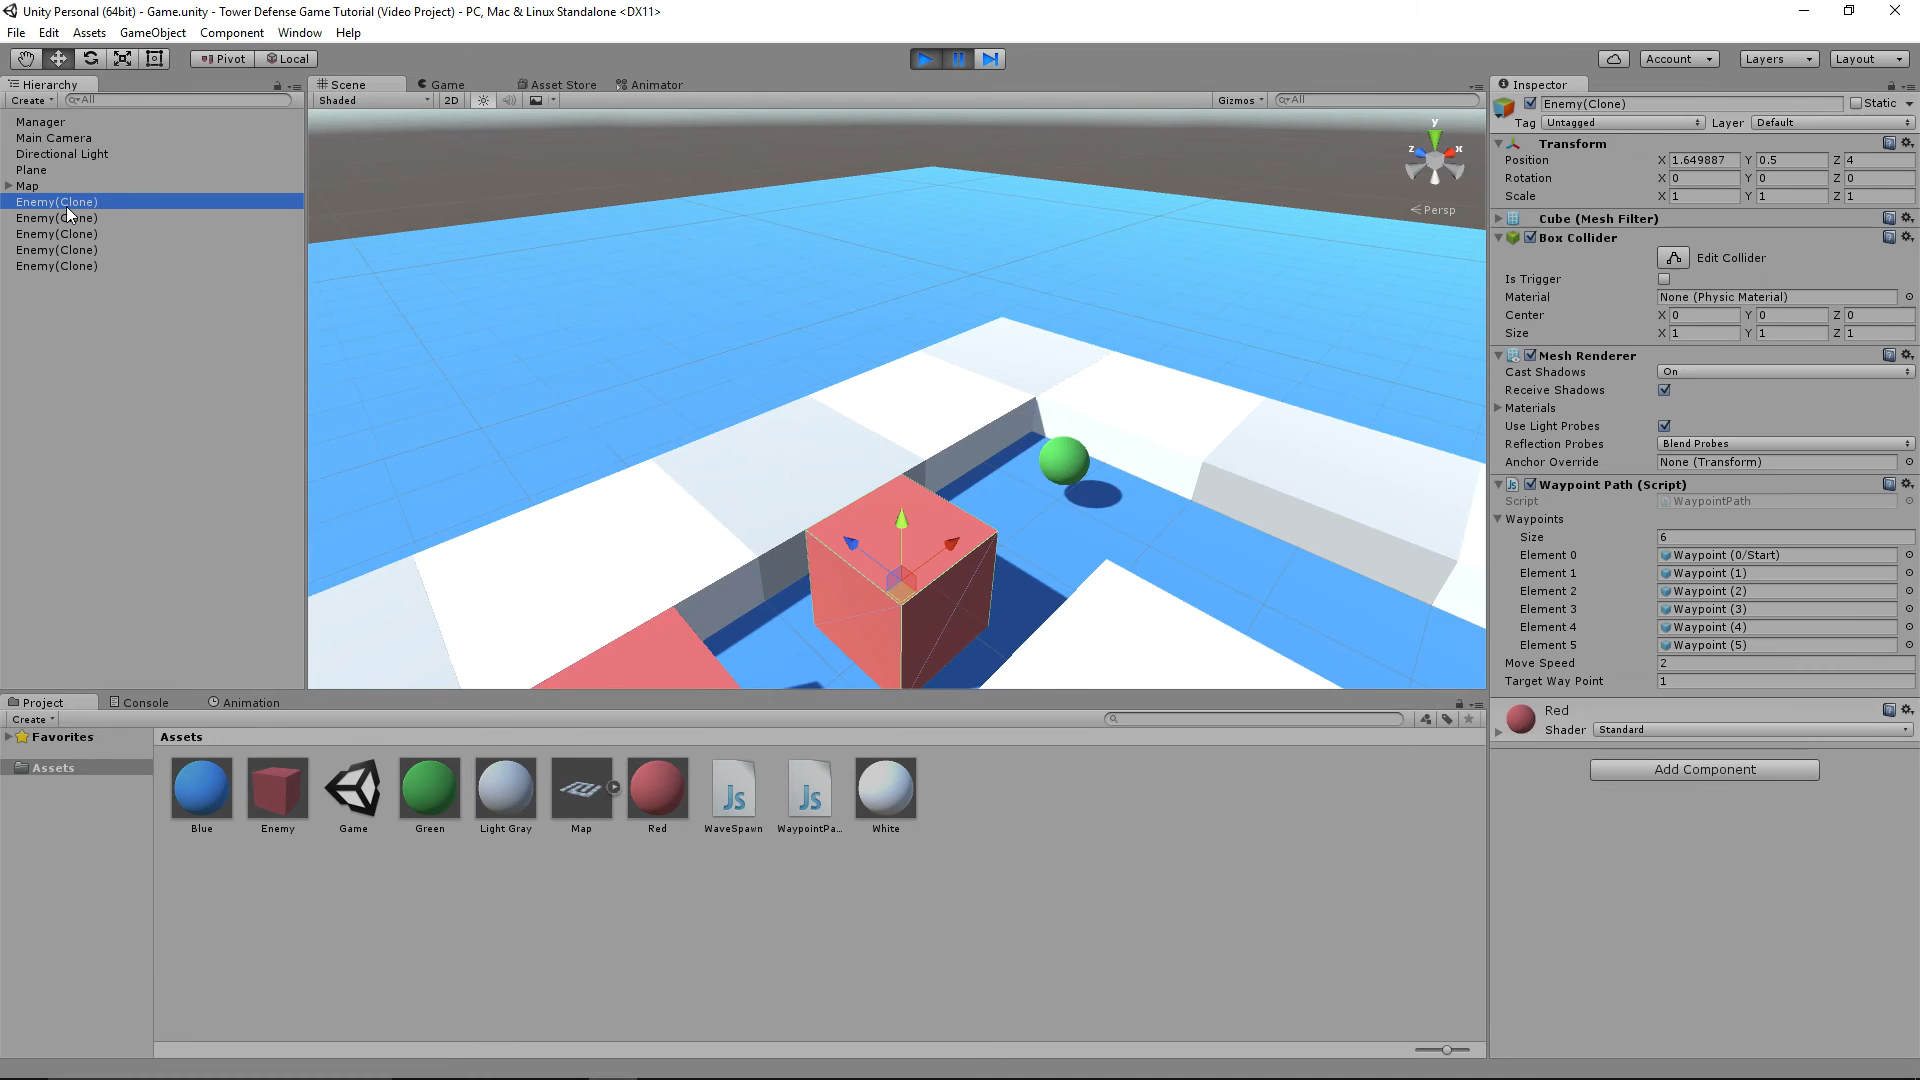 Unity Personal (64bit) - Game.unity - Tower Defense Game Tutorial (Video Project) - PC, Mac & Linux Standalone <DX11>
File Edit Assets GameObject Component Window Help
Pivot Local Account Layers Layout
Hierarchy
Create All
Manager
Main Camera
Directional Light
Plane
Map
Enemy(Clone)
Enemy(Clone)
Enemy(Clone)
Enemy(Clone)
Enemy(Clone)
Scene Game Asset Store Animator
Shaded 2D Gizmos All
y
z x
Persp
Inspector
Enemy(Clone) Static
Tag Untagged Layer Default
Transform
Position X 1.649887 Y 0.5 Z 4
Rotation X 0 Y 0 Z 0
Scale X 1 Y 1 Z 1
Cube (Mesh Filter)
Box Collider
Edit Collider
Is Trigger
Material None (Physic Material)
Center X 0 Y 0 Z 0
Size X 1 Y 1 Z 1
Mesh Renderer
Cast Shadows On
Receive Shadows
Materials
Use Light Probes
Reflection Probes Blend Probes
Anchor Override None (Transform)
Waypoint Path (Script)
Script WaypointPath
Waypoints
Size 6
Element 0 Waypoint (0/Start)
Element 1 Waypoint (1)
Element 2 Waypoint (2)
Element 3 Waypoint (3)
Element 4 Waypoint (4)
Element 5 Waypoint (5)
Move Speed 2
Target Way Point 1
Red
Shader Standard
Add Component
Project Console Animation
Create
Favorites
Assets
Assets
Js Js
Blue Enemy Game Green Light Gray Map Red WaveSpawn WaypointPa... White